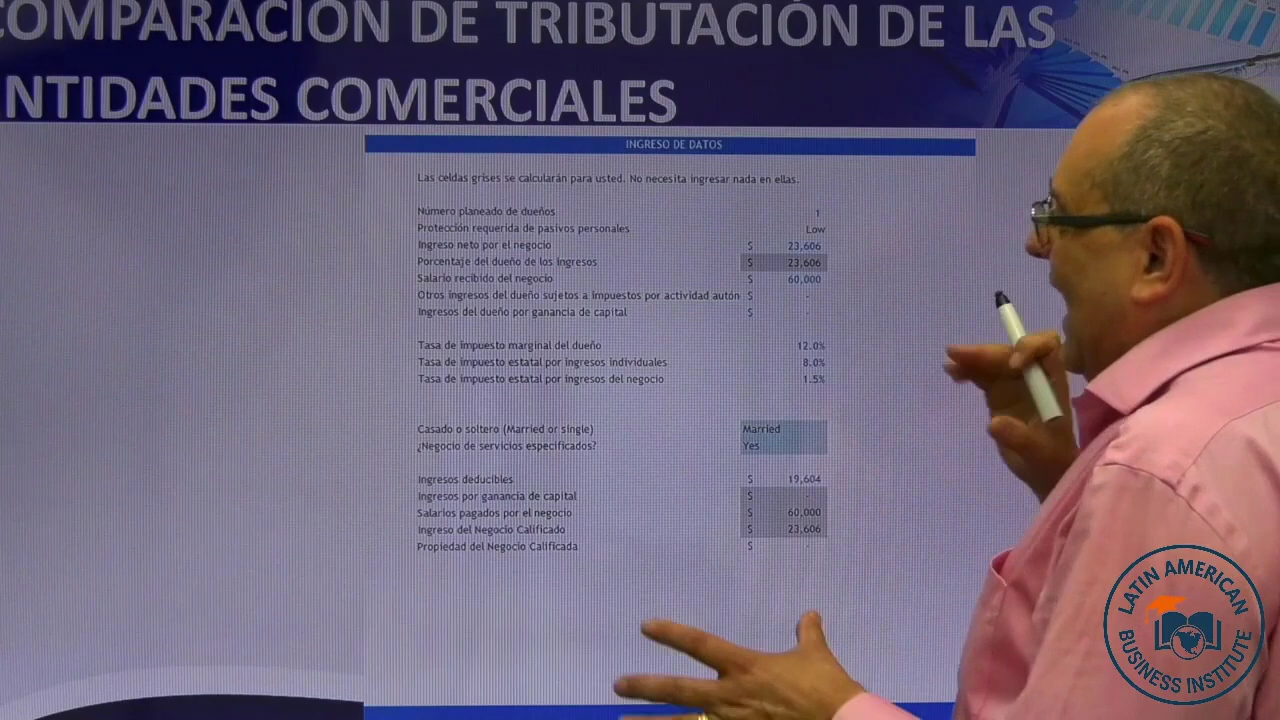 COMPARACIÓN DE TRIBUTACIÓN DE LAS
NTIDADES COMERCIALES
INGRESO DE DATOS
Las celdas grises se calcularán para usted. No necesita ingresar nada en ellas.
Número planeado de dueños 1
Protección requerida de pasivos personales Low
Ingreso neto por el negocio $ 23,606
Porcentaje del dueño de los ingresos $ 23,606
Salario recibido del negocio $ 60,000
Otros ingresos del dueño sujetos a impuestos por actividad autón $ -
Ingresos del dueño por ganancia de capital $ -
Tasa de impuesto marginal del dueño 12.0%
Tasa de impuesto estatal por ingresos individuales 8.0%
Tasa de impuesto estatal por ingresos del negocio 1.5%
Casado o soltero (Married or single) Married
¿Negocio de servicios especificados? Yes
Ingresos deducibles $ 19,604
Ingresos por ganancia de capital $ -
Salarios pagados por el negocio $ 60,000
Ingreso del Negocio Calificado $ 23,606
Propiedad del Negocio Calificada $ -
LATIN AMERICAN
BUSINESS INSTITUTE